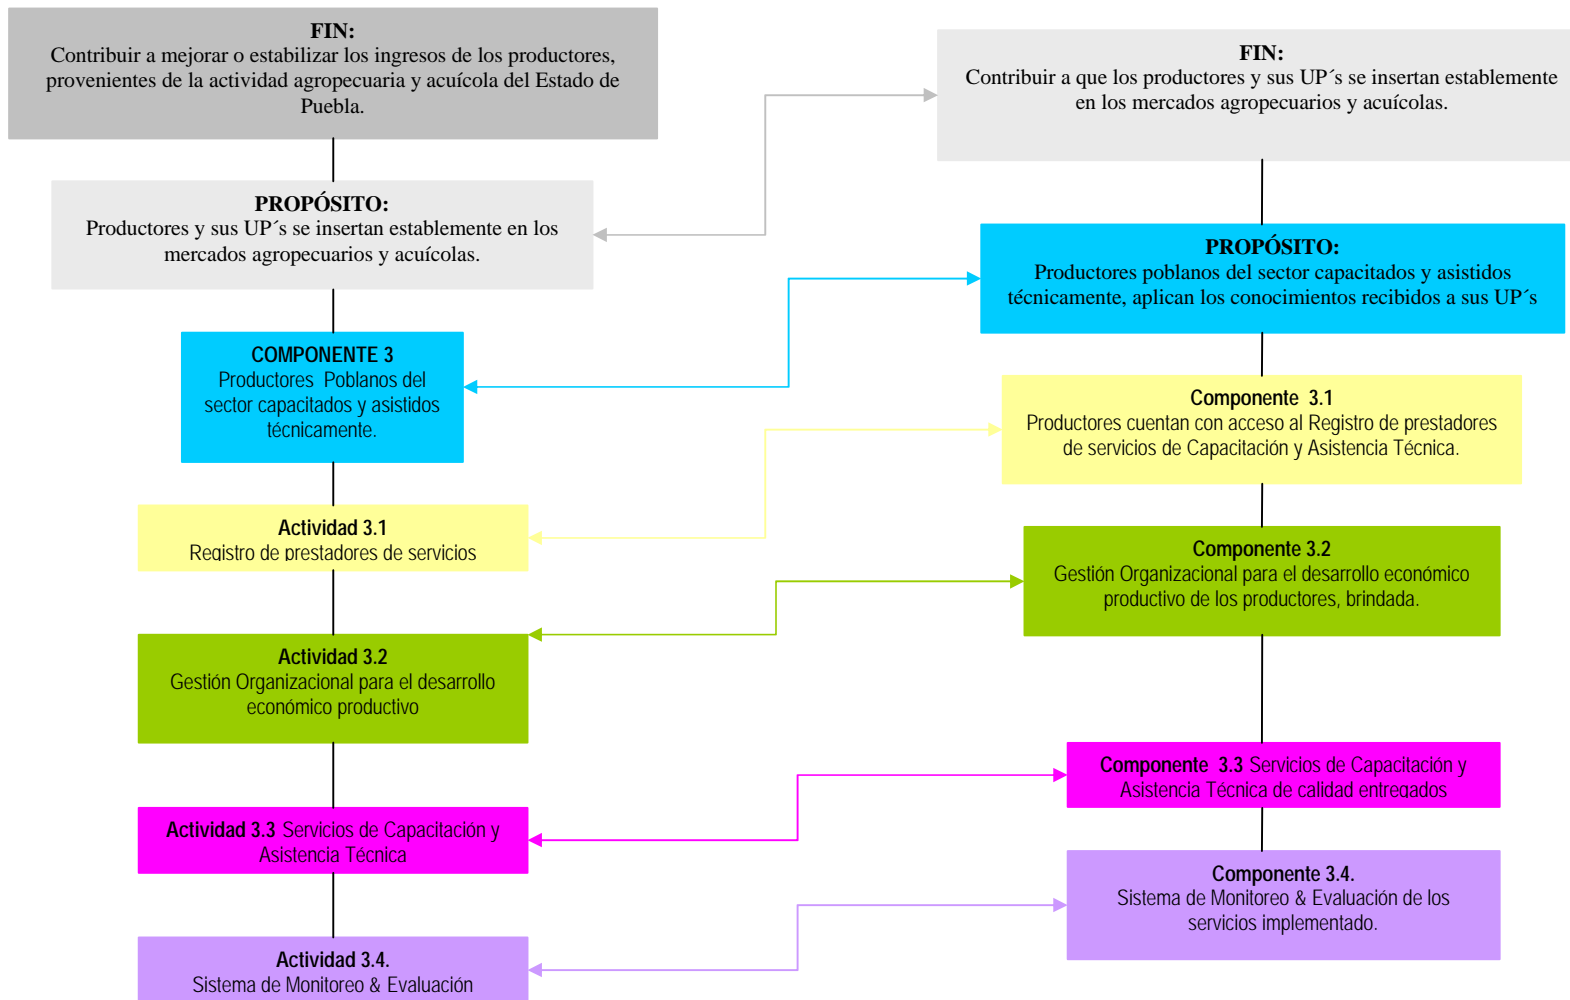 FIN:
Contribuir a mejorar o estabilizar los ingresos de los productores,
provenientes de la actividad agropecuaria y acuícola del Estado de
Puebla.
PROPÓSITO:
Productores y sus UP´s se insertan establemente en los
mercados agropecuarios y acuícolas.
COMPONENTE 3
Productores Poblanos del
sector capacitados y asistidos
técnicamente.
Actividad 3.1
Registro de prestadores de servicios
Actividad 3.2
Gestión Organizacional para el desarrollo
económico productivo
Actividad 3.3 Servicios de Capacitación y
Asistencia Técnica
Actividad 3.4.
Sistema de Monitoreo & Evaluación
FIN:
Contribuir a que los productores y sus UP´s se insertan establemente
en los mercados agropecuarios y acuícolas.
PROPÓSITO:
Productores poblanos del sector capacitados y asistidos
técnicamente, aplican los conocimientos recibidos a sus UP´s
Componente 3.1
Productores cuentan con acceso al Registro de prestadores
de servicios de Capacitación y Asistencia Técnica.
Componente 3.2
Gestión Organizacional para el desarrollo económico
productivo de los productores, brindada.
Componente 3.3 Servicios de Capacitación y
Asistencia Técnica de calidad entregados
Componente 3.4.
Sistema de Monitoreo & Evaluación de los
servicios implementado.